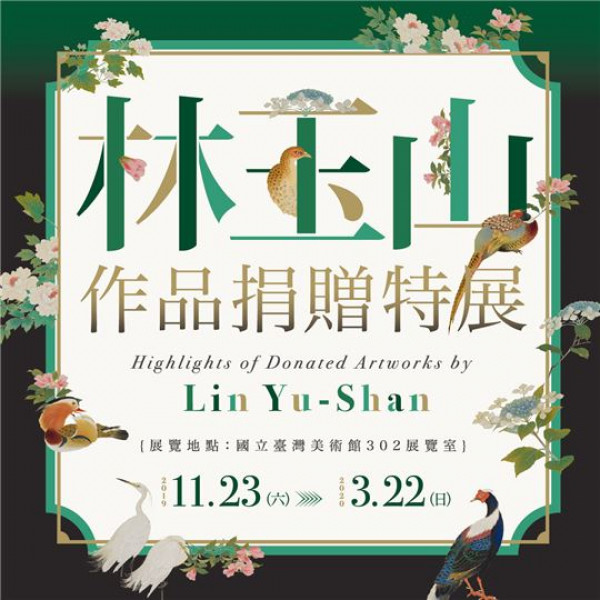 林玉山
作品捐贈特展
Highlights of Donated Artworks by
Lin Yu-Shan
{展覽地點：國立臺灣美術館302展覽室}
2019 11.23(六) >>>> 2020 3.22(日)